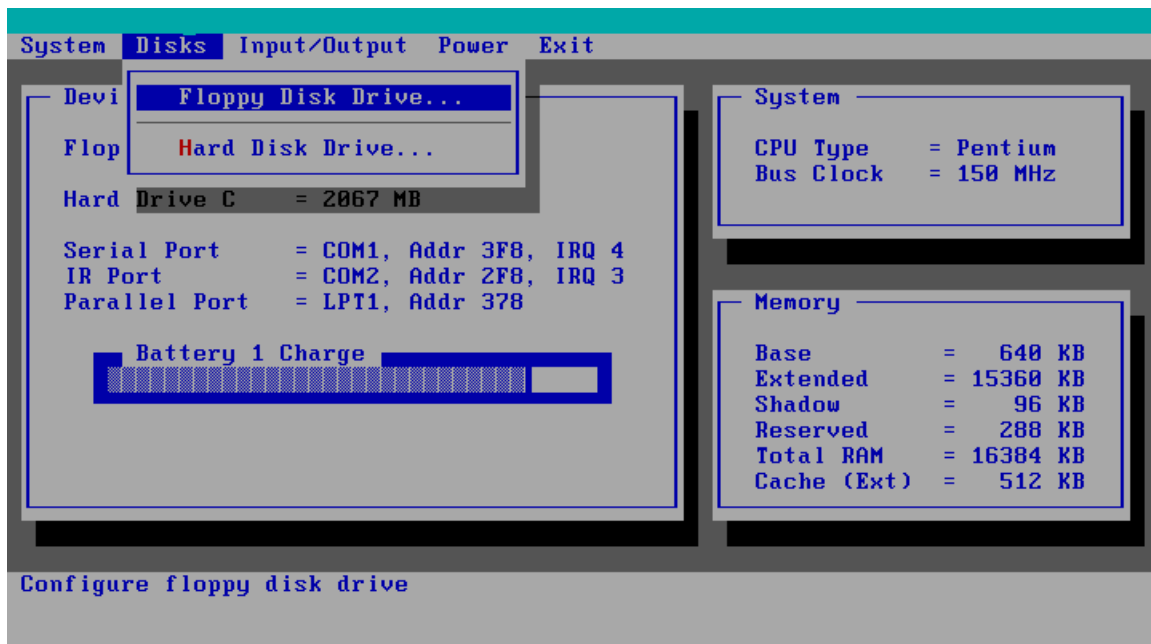 System Disks Input/Output Power Exit
Floppy Disk Drive...
Hard Disk Drive...
Devi
Flop
Hard Drive C = 2067 MB
Serial Port = COM1, Addr 3F8, IRQ 4
IR Port = COM2, Addr 2F8, IRQ 3
Parallel Port = LPT1, Addr 378
Battery 1 Charge
System
CPU Type = Pentium
Bus Clock = 150 MHz
Memory
Base = 640 KB
Extended = 15360 KB
Shadow = 96 KB
Reserved = 288 KB
Total RAM = 16384 KB
Cache (Ext) = 512 KB
Configure floppy disk drive